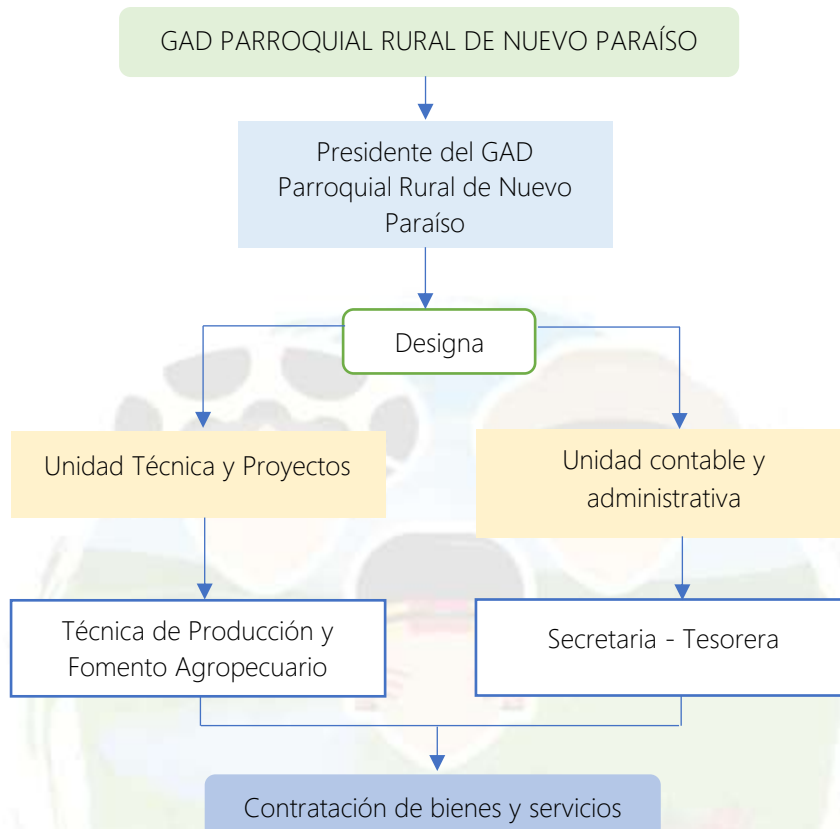 GAD PARROQUIAL RURAL DE NUEVO PARAÍSO
Presidente del GAD
Parroquial Rural de Nuevo
Paraíso
Designa
Unidad Técnica y Proyectos
Unidad contable y
administrativa
Técnica de Producción y
Fomento Agropecuario
Secretaria - Tesorera
Contratación de bienes y servicios